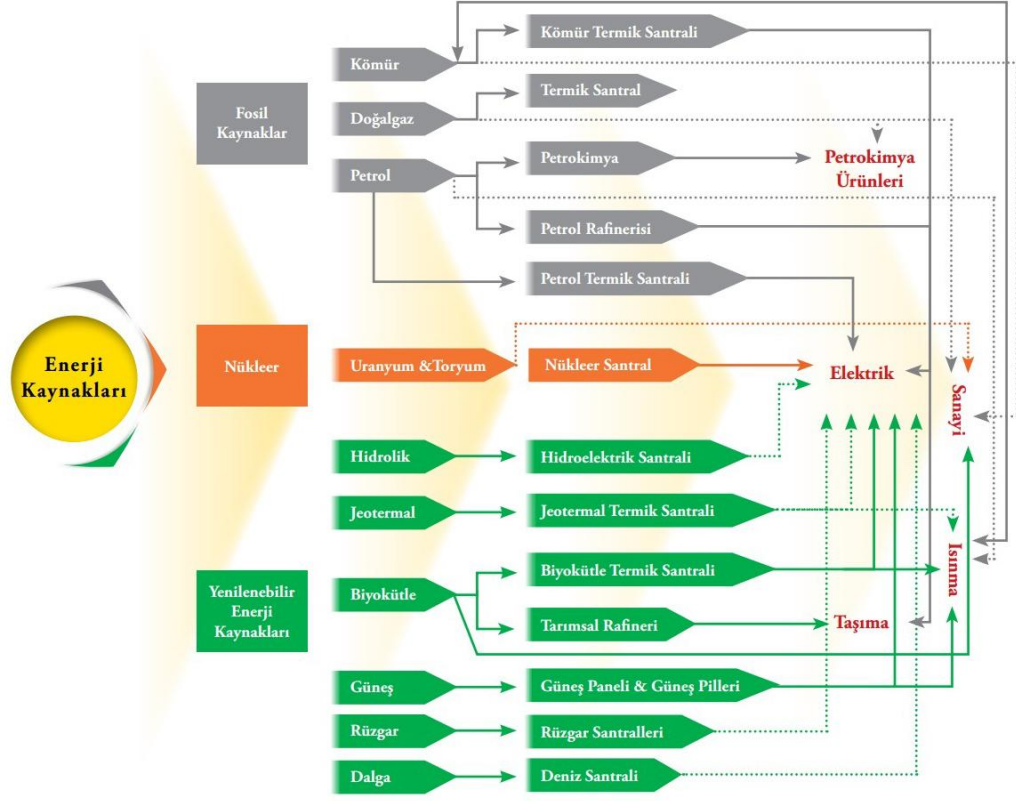 Enerji
Kaynakları
Fosil
Kaynaklar
Kömür
Kömür Termik Santrali
Doğalgaz
Termik Santral
Petrol
Petrokimya
Petrokimya
Ürünleri
Petrol Rafinerisi
Petrol Termik Santrali
Nükleer
Uranyum &Toryum
Nükleer Santral
Elektrik
Sanayi
Yenilenebilir
Enerji
Kaynakları
Hidrolik
Hidroelektrik Santrali
Jeotermal
Jeotermal Termik Santrali
Isınma
Biyokütle
Biyokütle Termik Santrali
Tarımsal Rafineri
Taşıma
Güneş
Güneş Paneli & Güneş Pilleri
Rüzgar
Rüzgar Santralleri
Dalga
Deniz Santrali